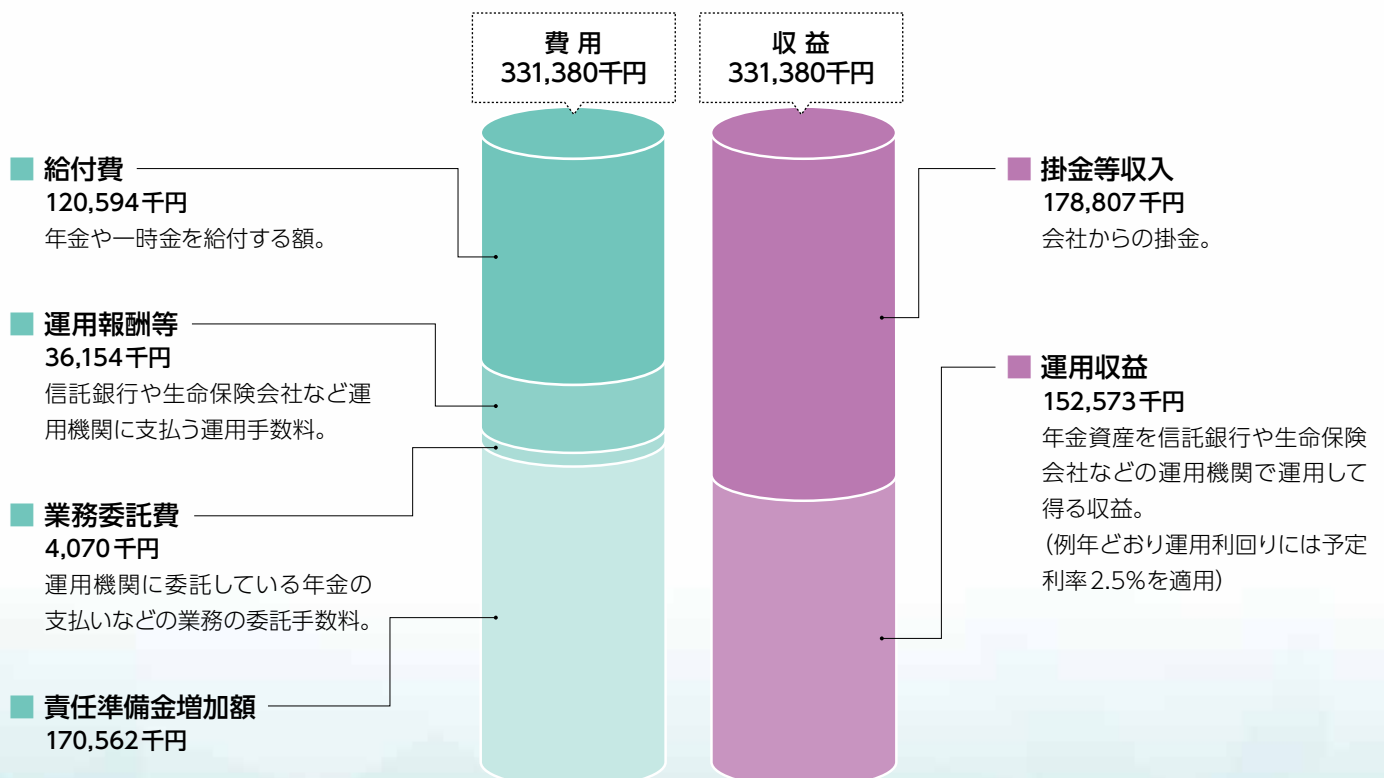 費用
331,380千円
給付費
120,594千円
年金や一時金を給付する額。
運用報酬等
36,154千円
信託銀行や生命保険会社など運
用機関に支払う運用手数料。
業務委託費
4,070千円
運用機関に委託している年金の
支払いなどの業務の委託手数料。
責任準備金増加額
170,562千円
収益
331,380千円
掛金等収入
178,807千円
会社からの掛金。
運用収益
152,573千円
年金資産を信託銀行や生命保険
会社などの運用機関で運用して
得る収益。
(例年どおり運用利回りには予定
利率2.5%を適用)